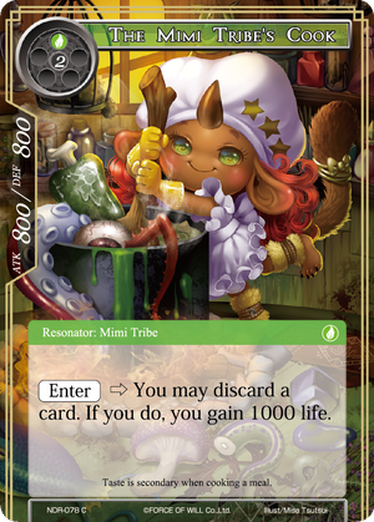 The Mimi Tribe's Cook
2
ATK 800 / DEF 800
Resonator: Mimi Tribe
Enter ⇨ You may discard a
card. If you do, you gain 1000 life.
Taste is secondary when cooking a meal.
NDR-078 C ©FORCE OF WILL Co.,Ltd. Illust/Misa Tsutsui